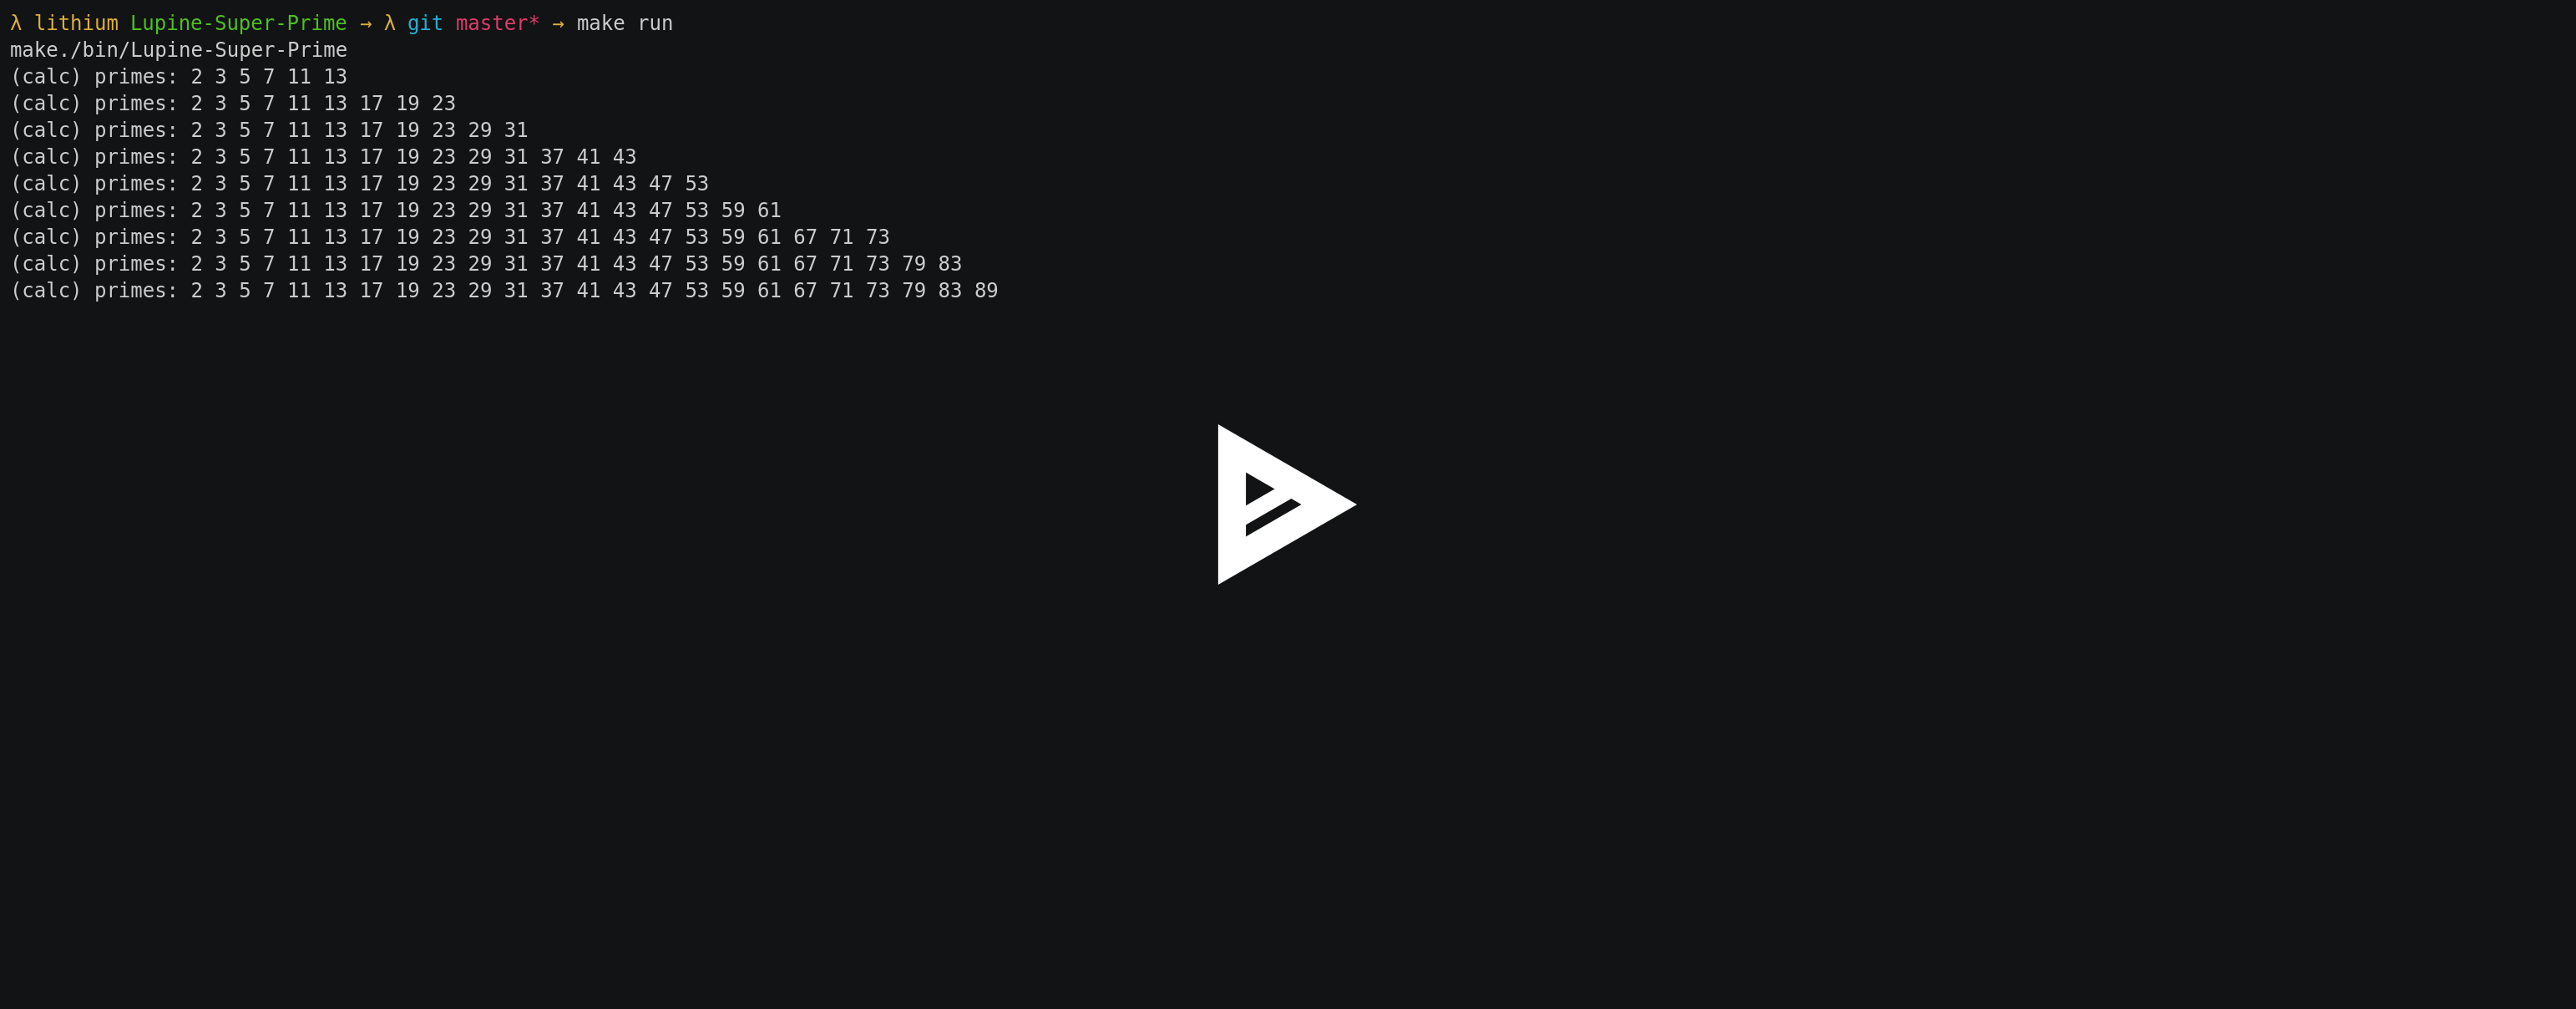 λ lithium Lupine-Super-Prime → λ git master* → make run
make./bin/Lupine-Super-Prime
(calc) primes: 2 3 5 7 11 13
(calc) primes: 2 3 5 7 11 13 17 19 23
(calc) primes: 2 3 5 7 11 13 17 19 23 29 31
(calc) primes: 2 3 5 7 11 13 17 19 23 29 31 37 41 43
(calc) primes: 2 3 5 7 11 13 17 19 23 29 31 37 41 43 47 53
(calc) primes: 2 3 5 7 11 13 17 19 23 29 31 37 41 43 47 53 59 61
(calc) primes: 2 3 5 7 11 13 17 19 23 29 31 37 41 43 47 53 59 61 67 71 73
(calc) primes: 2 3 5 7 11 13 17 19 23 29 31 37 41 43 47 53 59 61 67 71 73 79 83
(calc) primes: 2 3 5 7 11 13 17 19 23 29 31 37 41 43 47 53 59 61 67 71 73 79 83 89